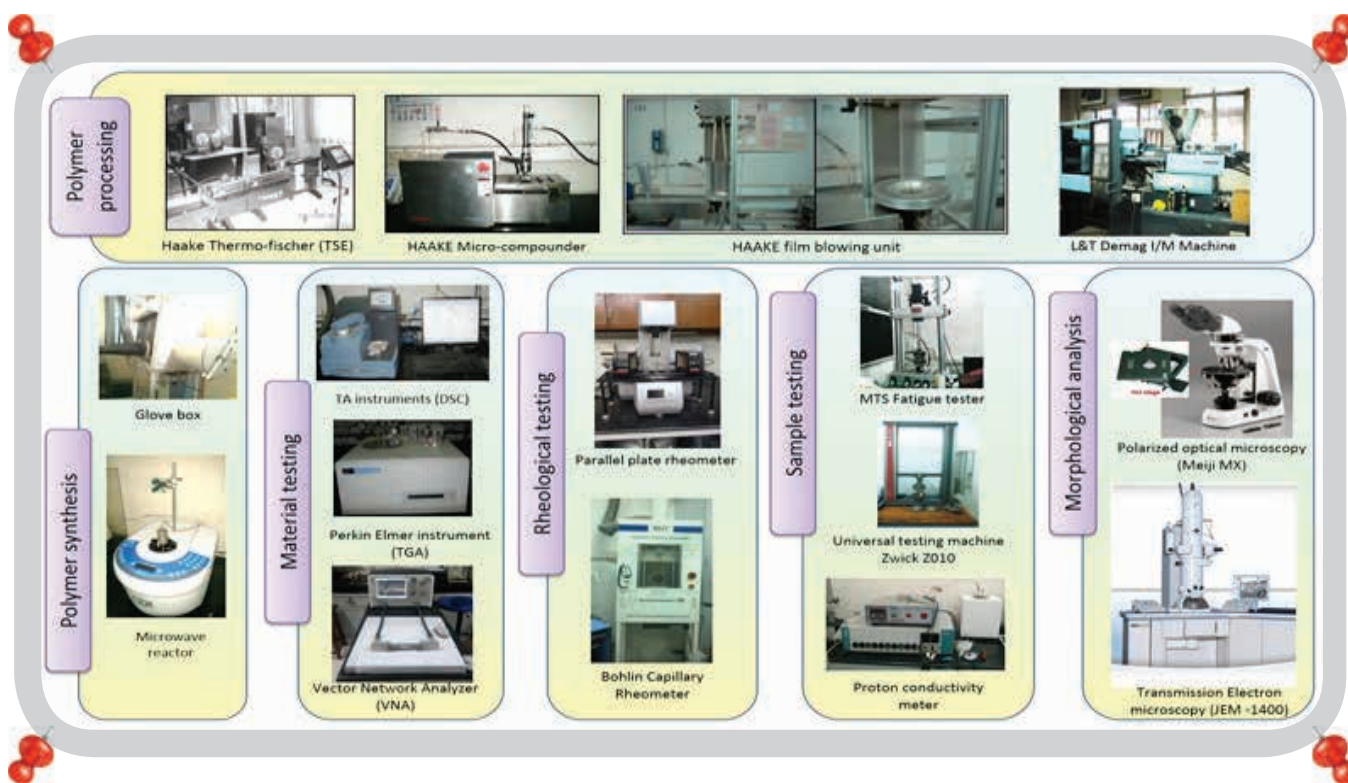 Polymer
processing
Haake Thermo-fischer (TSE)
HAAKE Micro-compounder
HAAKE film blowing unit
L&T Demag I/M Machine
Polymer synthesis
Glove box
Microwave
reactor
Material testing
TA instruments (DSC)
Perkin Elmer instrument
(TGA)
Vector Network Analyzer
(VNA)
Rheological testing
Parallel plate rheometer
Bohlin Capillary
Rheometer
Sample testing
MTS Fatigue tester
Universal testing machine
Zwick Z010
Proton conductivity
meter
Morphological analysis
Hot stage
Polarized optical microscopy
(Meiji MX)
Transmission Electron
microscopy (JEM -1400)